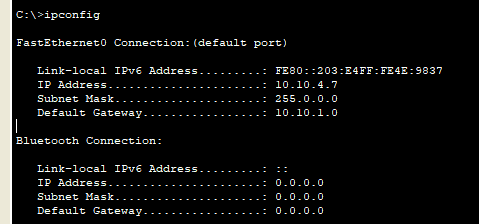 C:\>ipconfig
FastEthernet0 Connection:(default port)
Link-local IPv6 Address.........: FE80::203:E4FF:FE4E:9837
IP Address......................: 10.10.4.7
Subnet Mask.....................: 255.0.0.0
Default Gateway.................: 10.10.1.0
Bluetooth Connection:
Link-local IPv6 Address.........: ::
IP Address......................: 0.0.0.0
Subnet Mask.....................: 0.0.0.0
Default Gateway.................: 0.0.0.0